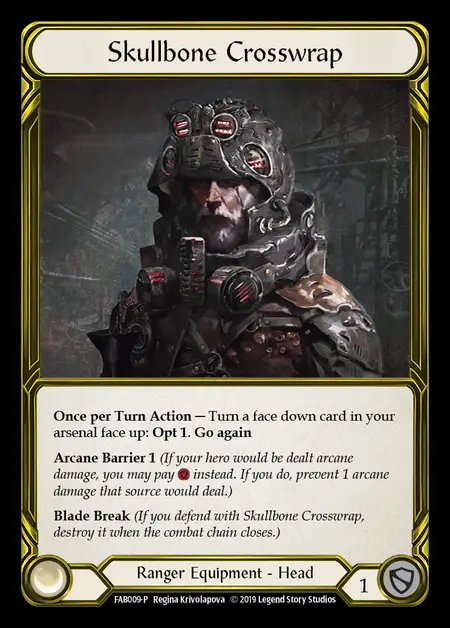 Skullbone Crosswrap
Once per Turn Action — Turn a face down card in your
arsenal face up: Opt 1. Go again
Arcane Barrier 1 (If your hero would be dealt arcane
damage, you may pay instead. If you do, prevent 1 arcane
damage that source would deal.)
Blade Break (If you defend with Skullbone Crosswrap,
destroy it when the combat chain closes.)
Ranger Equipment - Head
1
FAB009-P Regina Krivolapova © 2019 Legend Story Studios